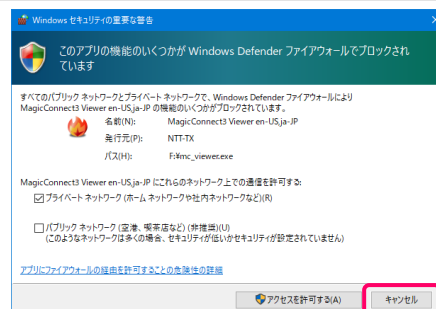 Windows セキュリティの重要な警告
このアプリの機能のいくつかが Windows Defender ファイアウォールでブロックされ
ています
すべてのパブリック ネットワークとプライベート ネットワークで、Windows Defender ファイアウォールにより
MagicConnect3 Viewer en-US,ja-JP の機能のいくつかがブロックされています。
名前(N): MagicConnect3 Viewer en-US,ja-JP
発行元(P): NTT-TX
パス(H): F:¥mc_viewer.exe
MagicConnect3 Viewer en-US,ja-JP にこれらのネットワーク上での通信を許可する:
プライベート ネットワーク (ホーム ネットワークや社内ネットワークなど)(R)
パブリック ネットワーク (空港、喫茶店など) (非推奨)(U)
(このようなネットワークは多くの場合、セキュリティが低いかセキュリティが設定されていません)
アプリにファイアウォールの経由を許可することの危険性の詳細
アクセスを許可する(A) キャンセル